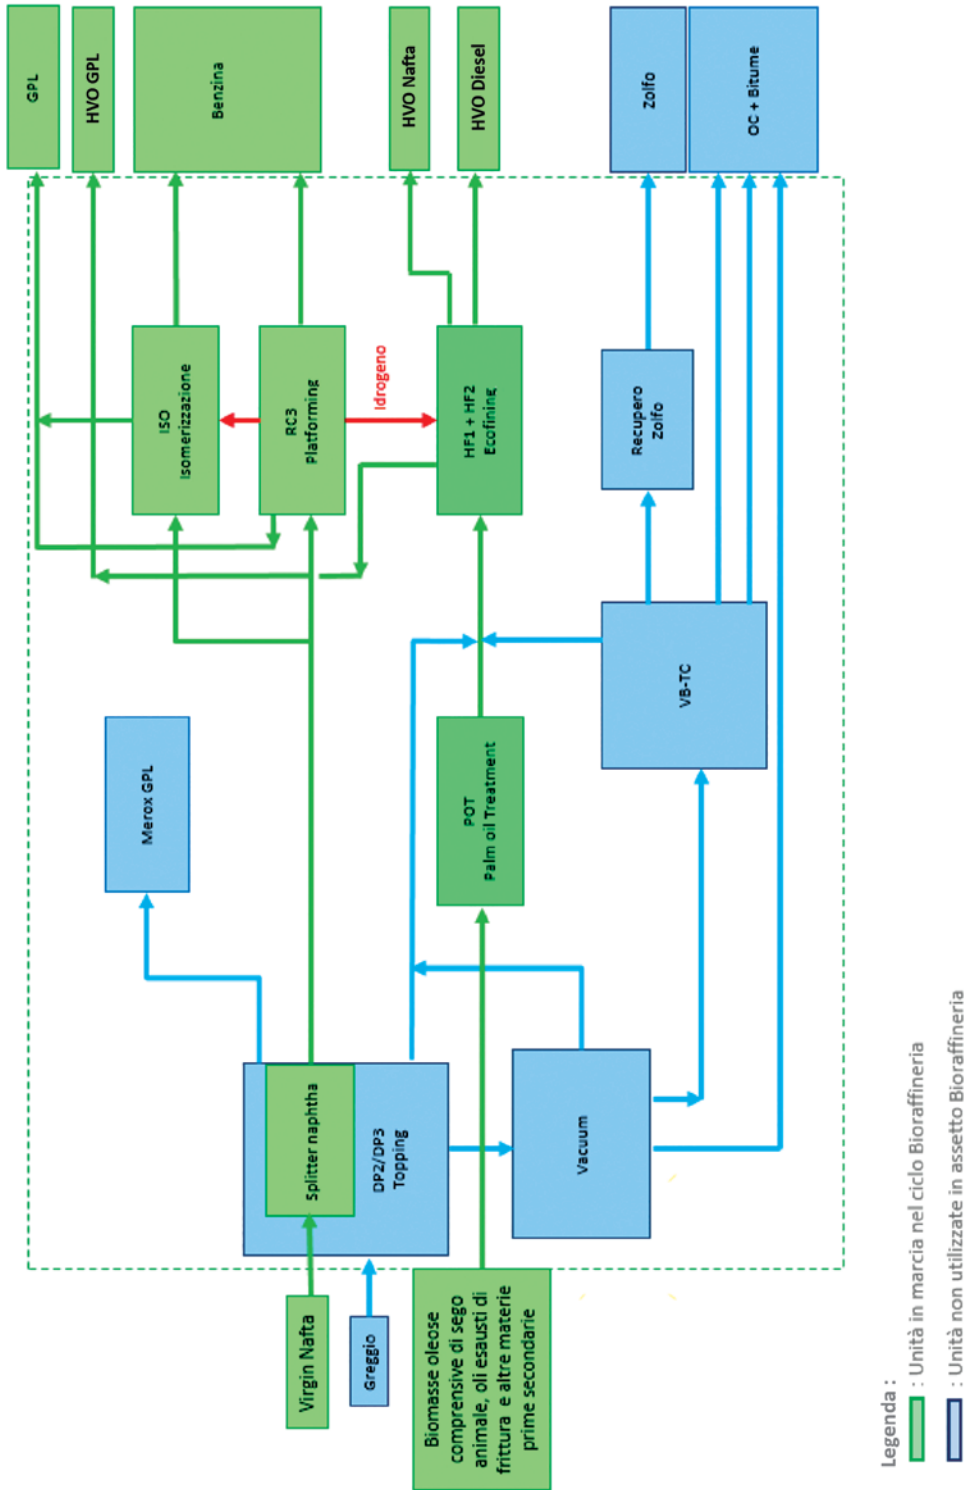 GPL
HVO GPL
Benzina
HVO Nafta
HVO Diesel
Zolfo
OC + Bitume
ISO
Isomerizzazione
RC3
Platforming
Idrogeno
HF1 + HF2
Ecofining
Recupero
Zolfo
Merox GPL
POT
Palm oil Treatment
VB-TC
Splitter naphtha
DP2/DP3
Topping
Vacuum
Virgin Nafta
Greggio
Biomasse oleose
comprensive di sego
animale, oli esausti di
frittura e altre materie
prime secondarie
Legenda :
: Unità in marcia nel ciclo Bioraffineria
: Unità non utilizzate in assetto Bioraffineria